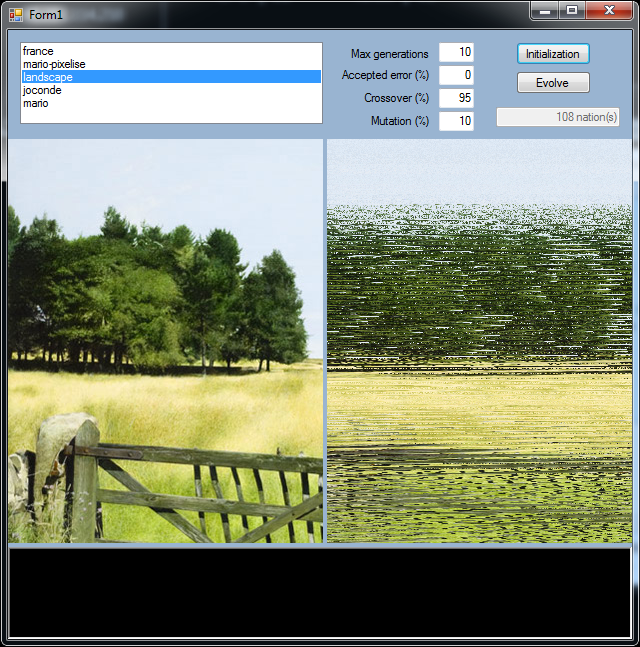 Form1
france
mario-pixelise
landscape
joconde
mario
Max generations 10
Accepted error (%) 0
Crossover (%) 95
Mutation (%) 10
Initialization
Evolve
108 nation(s)